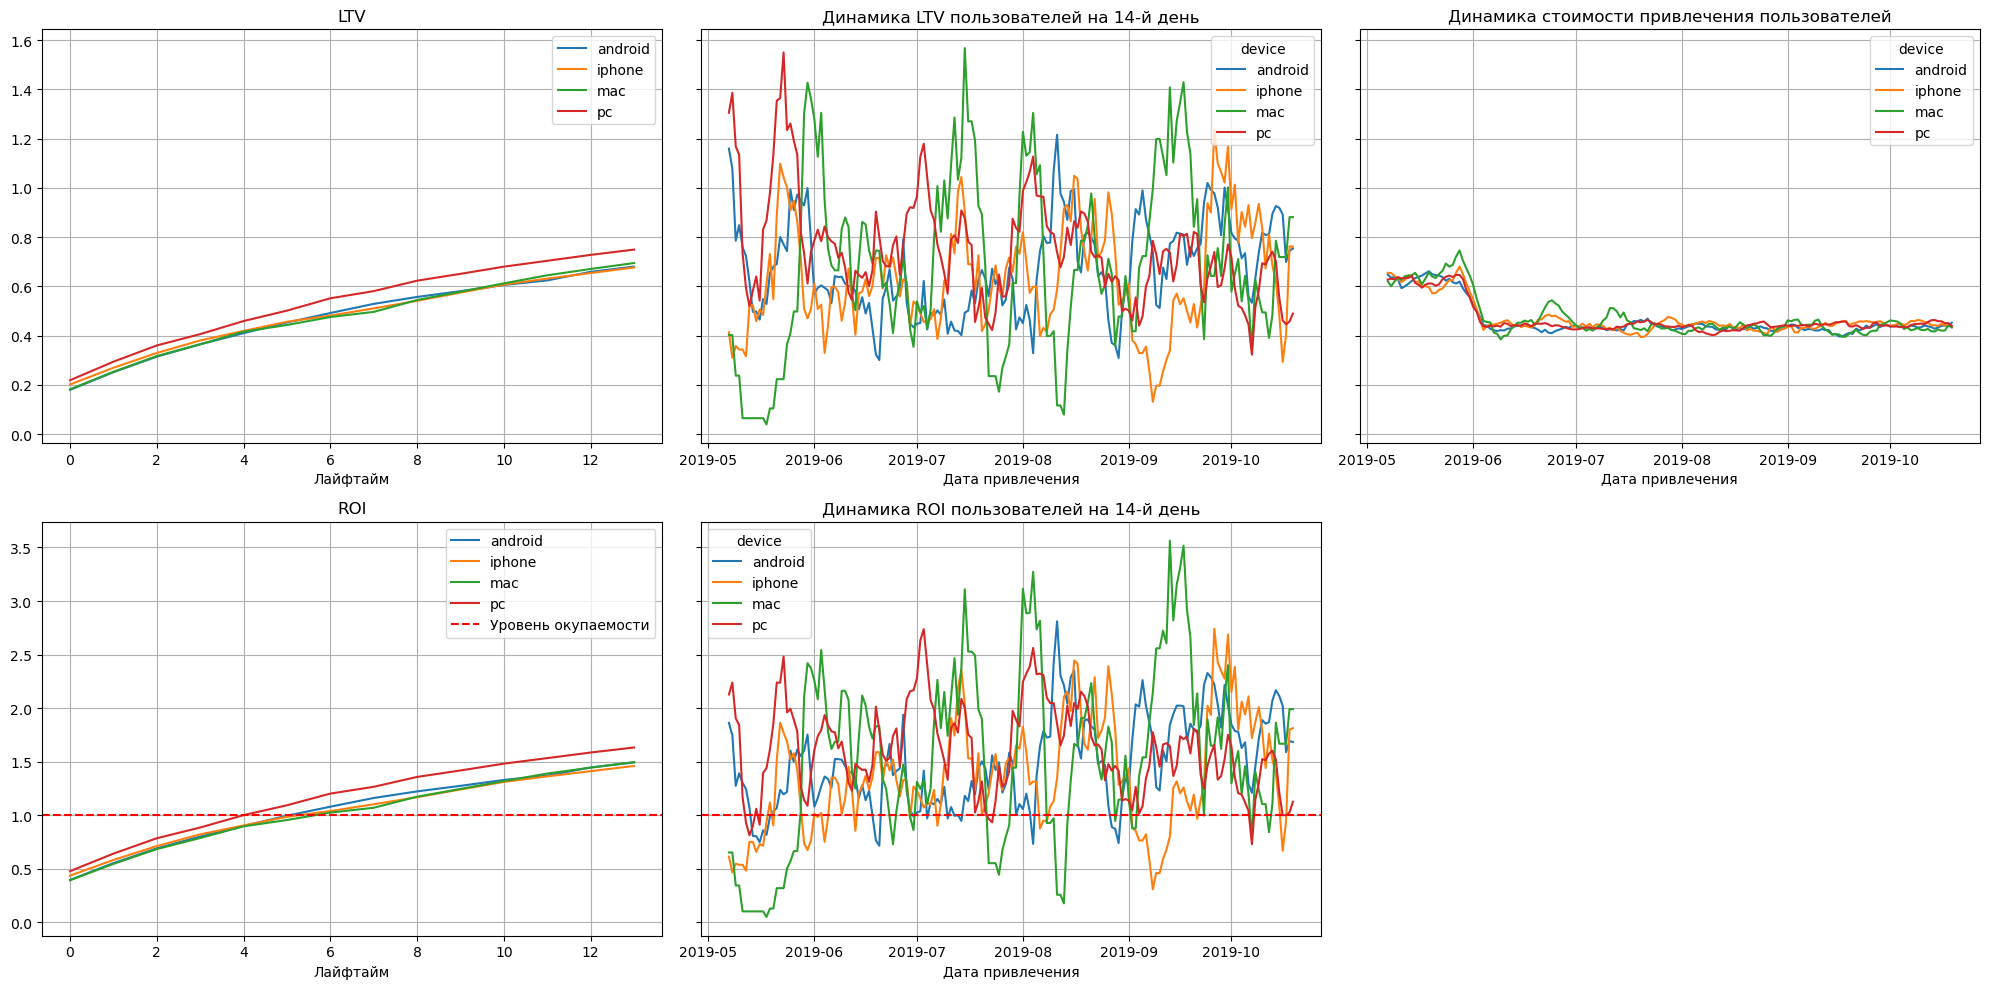 LTV
1.6
1.4
1.2
1.0
0.8
0.6
0.4
0.2
0.0
android
iphone
mac
pc
0 2 4 6 8 10 12
Лайфтайм
Динамика LTV пользователей на 14-й день
device
android
iphone
mac
pc
2019-05 2019-06 2019-07 2019-08 2019-09 2019-10
Дата привлечения
Динамика стоимости привлечения пользователей
device
android
iphone
mac
pc
2019-05 2019-06 2019-07 2019-08 2019-09 2019-10
Дата привлечения
ROI
3.5
3.0
2.5
2.0
1.5
1.0
0.5
0.0
android
iphone
mac
pc
Уровень окупаемости
0 2 4 6 8 10 12
Лайфтайм
Динамика ROI пользователей на 14-й день
device
android
iphone
mac
pc
2019-05 2019-06 2019-07 2019-08 2019-09 2019-10
Дата привлечения